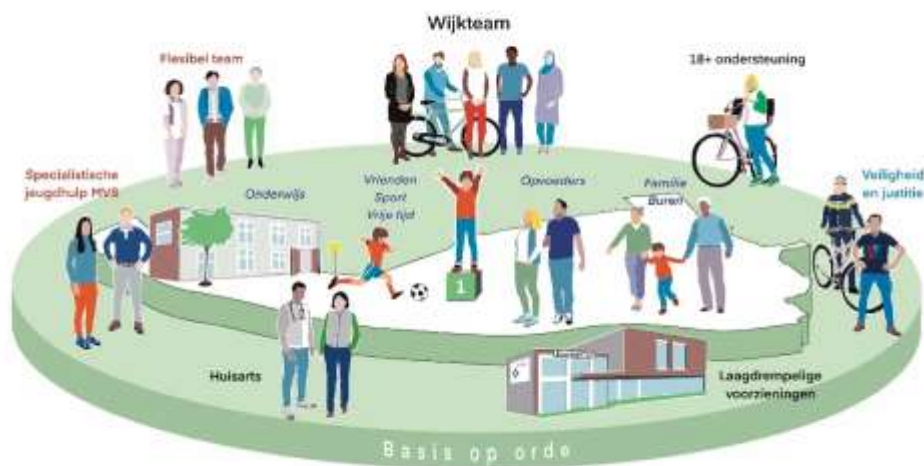 Wijkteam
Flexibel team
18+ ondersteuning
Specialistische
jeugdhulp MVS
Onderwijs
Vrienden
Sport
Vrije tijd
Opvoeders
Familie
Buren
Veiligheid
en justitie
1
Huisarts
Laagdrempelige
voorzieningen
Basis op orde